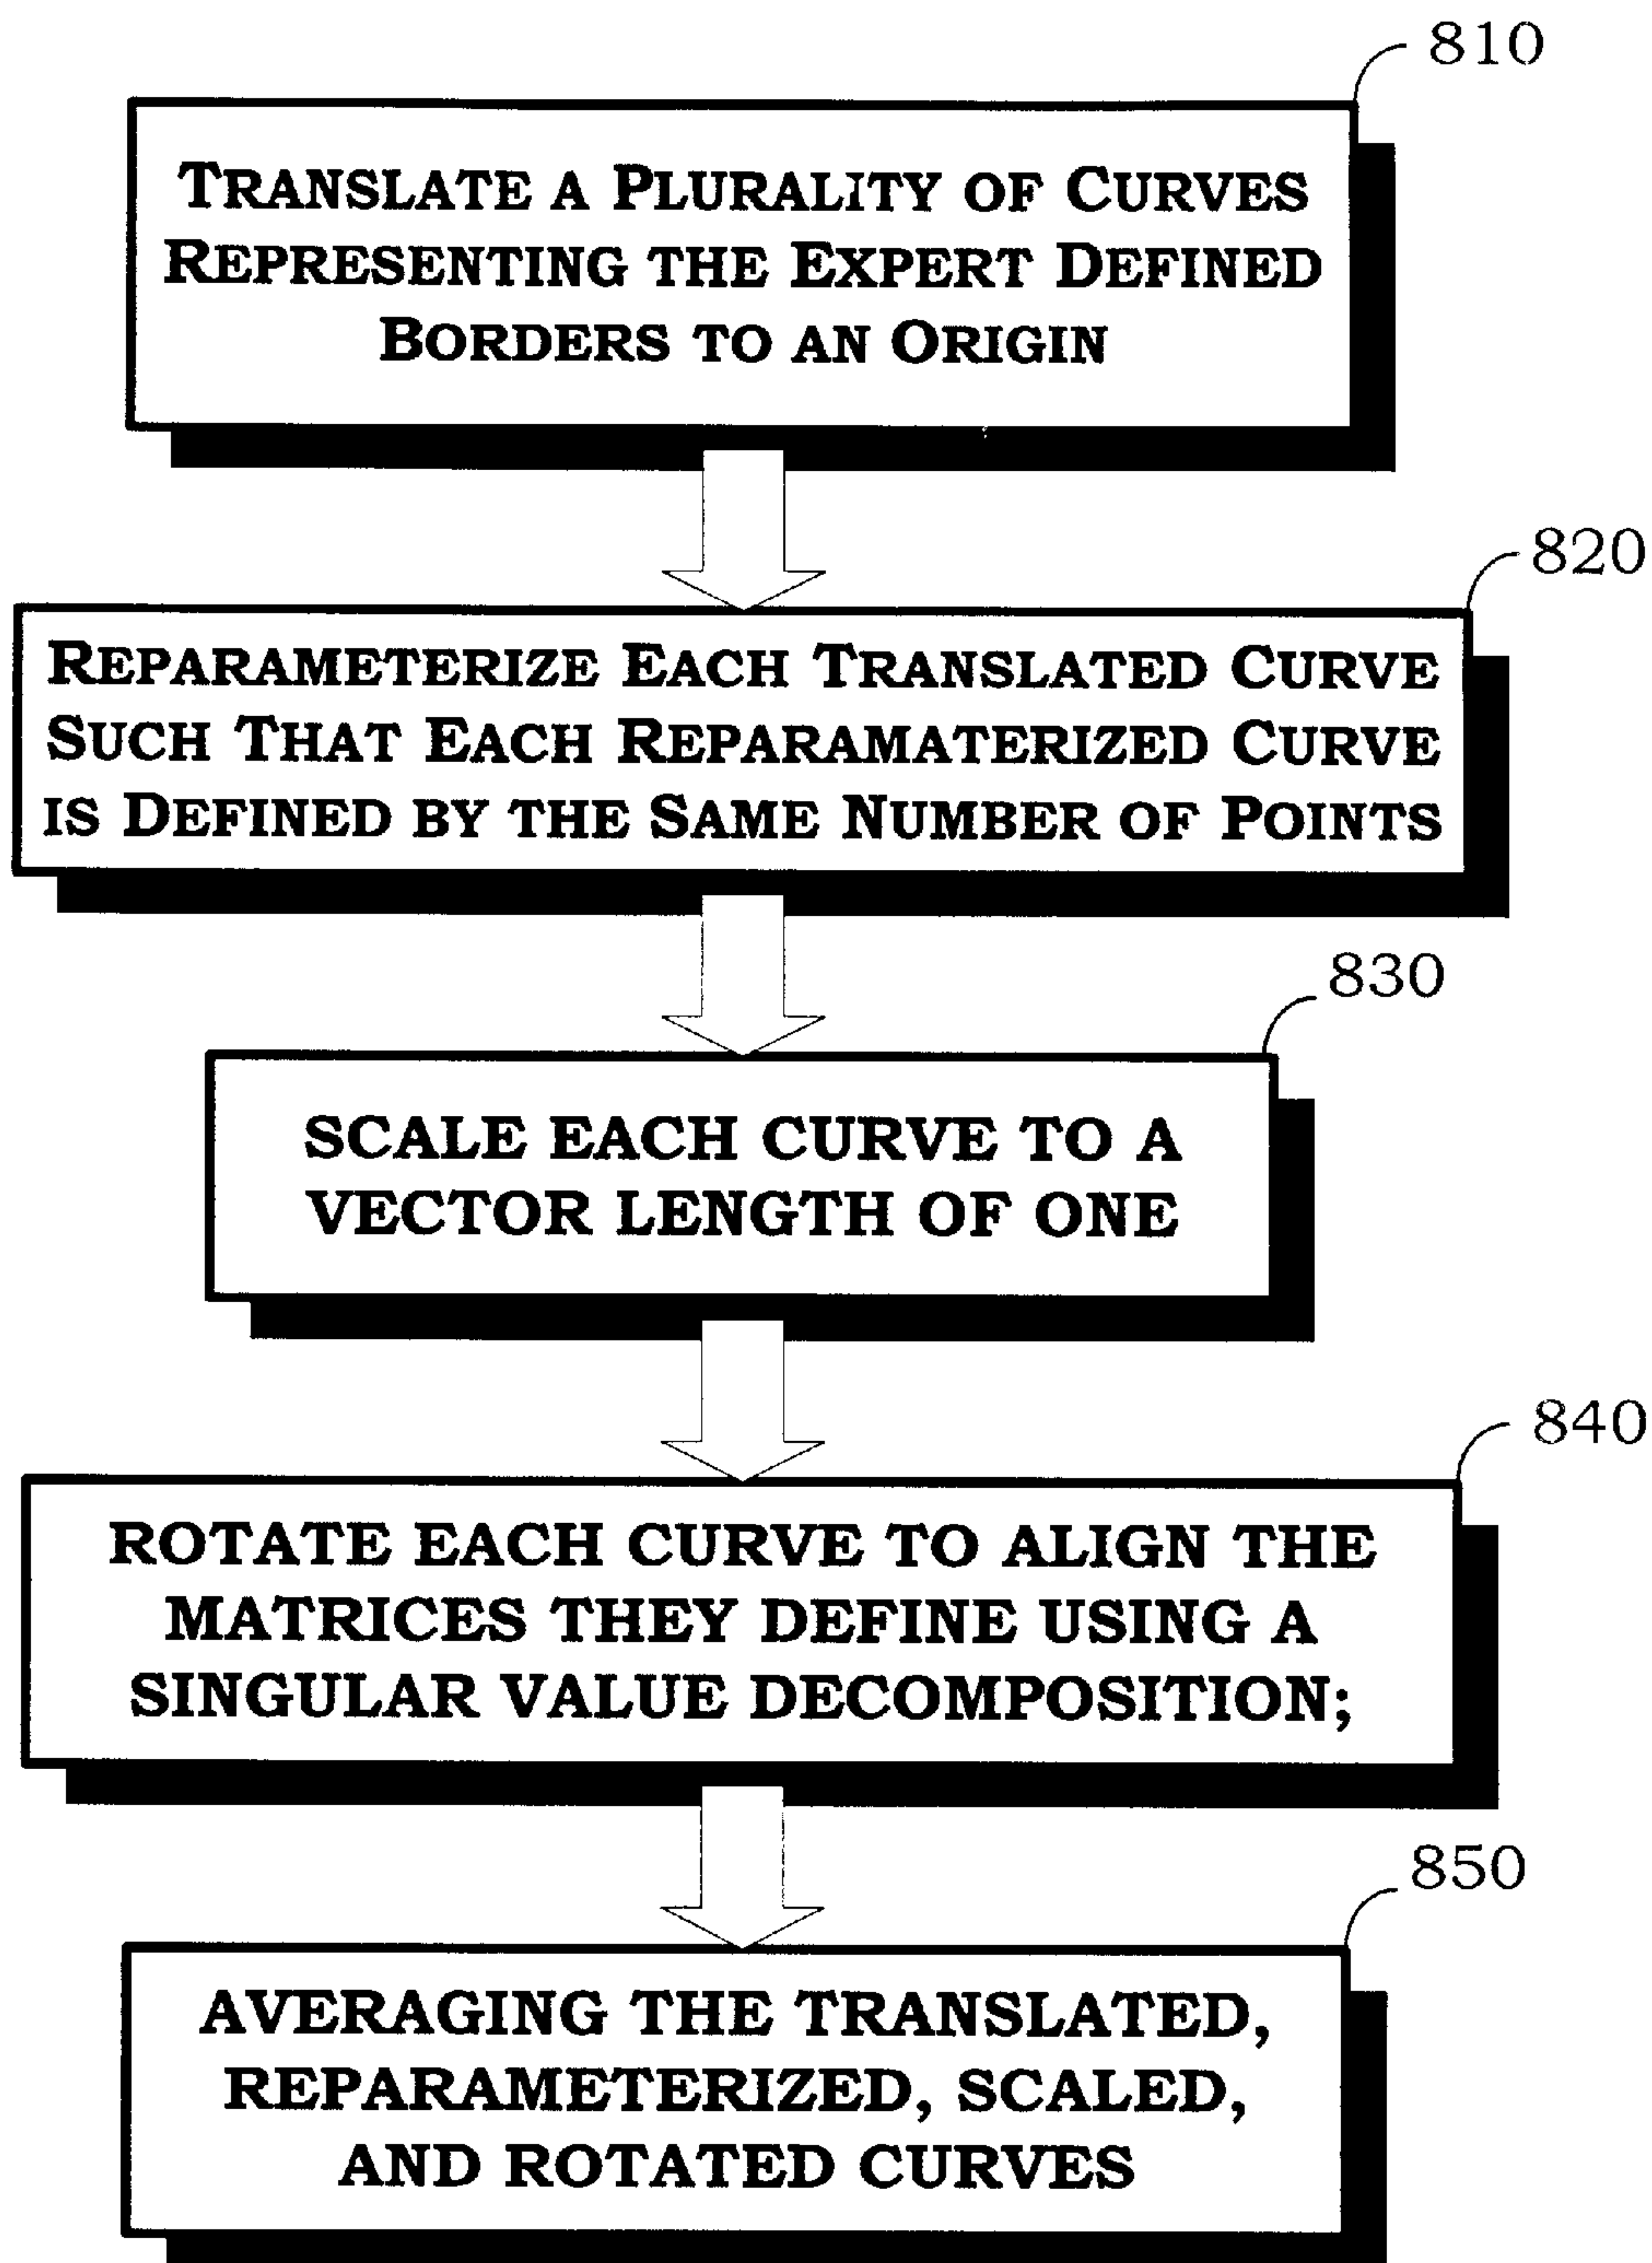 810
TRANSLATE A PLURALITY OF CURVES
REPRESENTING THE EXPERT DEFINED
BORDERS TO AN ORIGIN
820
REPARAMETERIZE EACH TRANSLATED CURVE
SUCH THAT EACH REPARAMATERIZED CURVE
IS DEFINED BY THE SAME NUMBER OF POINTS
830
SCALE EACH CURVE TO A
VECTOR LENGTH OF ONE
840
ROTATE EACH CURVE TO ALIGN THE
MATRICES THEY DEFINE USING A
SINGULAR VALUE DECOMPOSITION;
850
AVERAGING THE TRANSLATED,
REPARAMETERIZED, SCALED,
AND ROTATED CURVES